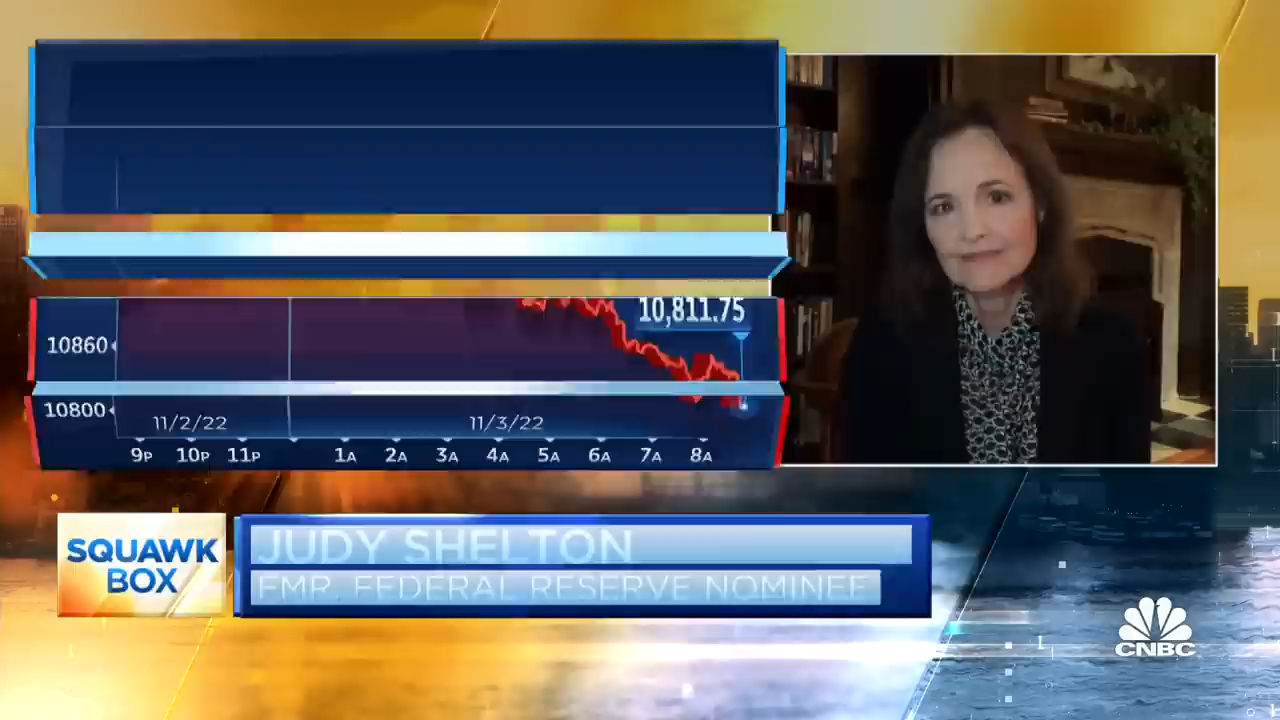 10,811.75
10860
10800
11/2/22 11/3/22
9P 10P 11P 1A 2A 3A 4A 5A 6A 7A 8A
SQUAWK
BOX
JUDY SHELTON
FMR. FEDERAL RESERVE NOMINEE
CNBC